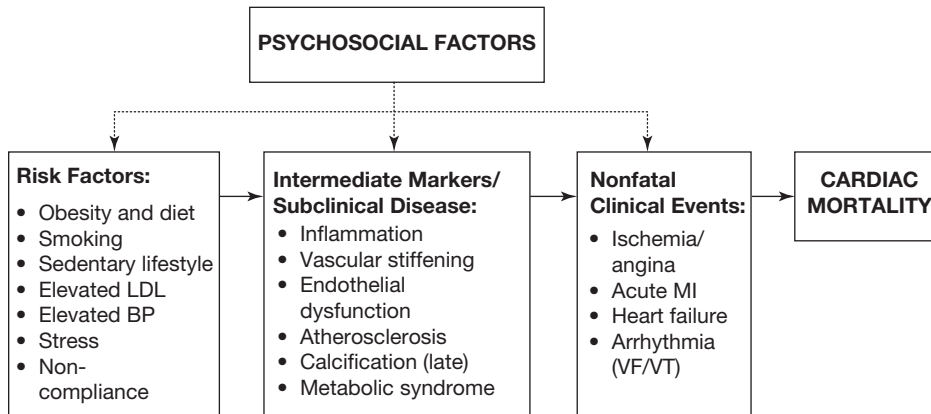 PSYCHOSOCIAL FACTORS
Risk Factors:
• Obesity and diet
• Smoking
• Sedentary lifestyle
• Elevated LDL
• Elevated BP
• Stress
• Non-
compliance
Intermediate Markers/
Subclinical Disease:
• Inflammation
• Vascular stiffening
• Endothelial
dysfunction
• Atherosclerosis
• Calcification (late)
• Metabolic syndrome
Nonfatal
Clinical Events:
• Ischemia/
angina
• Acute MI
• Heart failure
• Arrhythmia
(VF/VT)
CARDIAC
MORTALITY